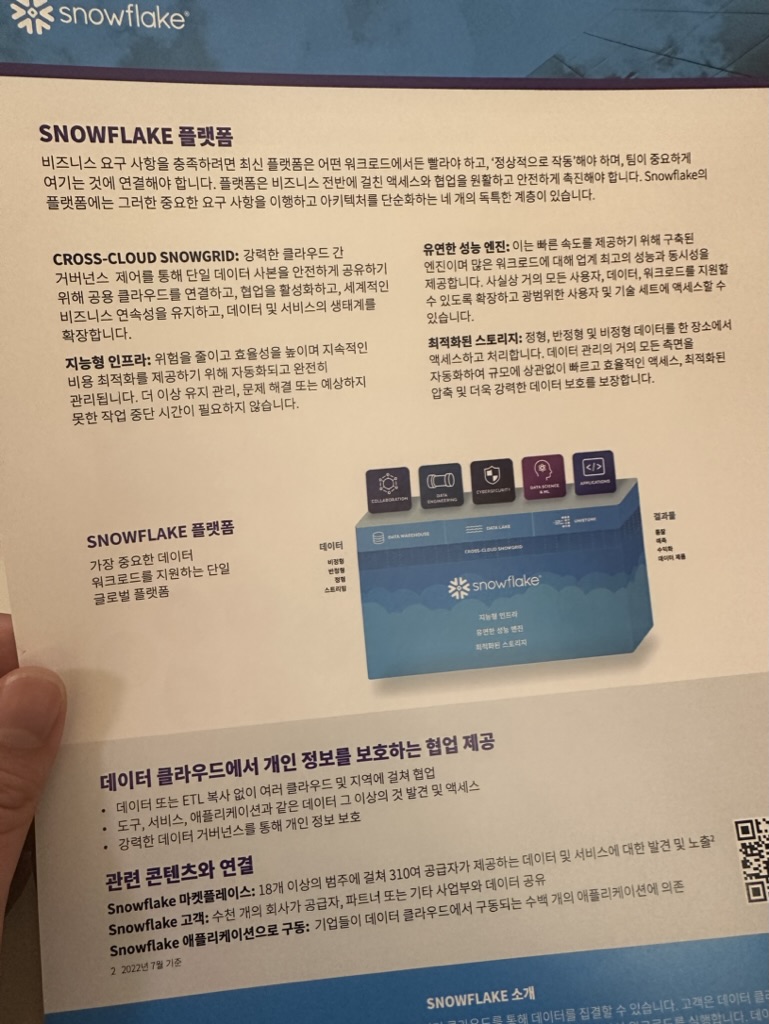 snowflake®
SNOWFLAKE 플랫폼
비즈니스 요구 사항을 충족하려면 최신 플랫폼은 어떤 워크로드에서든 빨라야 하고, ‘정상적으로 작동’해야 하며, 팀이 중요하게
여기는 것에 연결해야 합니다. 플랫폼은 비즈니스 전반에 걸친 액세스와 협업을 원활하고 안전하게 촉진해야 합니다. Snowflake의
플랫폼에는 그러한 중요한 요구 사항을 이행하고 아키텍처를 단순화하는 네 개의 독특한 계층이 있습니다.
CROSS-CLOUD SNOWGRID: 강력한 클라우드 간
거버넌스 제어를 통해 단일 데이터 사본을 안전하게 공유하기
위해 공용 클라우드를 연결하고, 협업을 활성화하고, 세계적인
비즈니스 연속성을 유지하고, 데이터 및 서비스의 생태계를
확장합니다.
지능형 인프라: 위험을 줄이고 효율성을 높이며 지속적인
비용 최적화를 제공하기 위해 자동화되고 완전히
관리됩니다. 더 이상 유지 관리, 문제 해결 또는 예상하지
못한 작업 중단 시간이 필요하지 않습니다.
유연한 성능 엔진: 이는 빠른 속도를 제공하기 위해 구축된
엔진이며 많은 워크로드에 대해 업계 최고의 성능과 동시성을
제공합니다. 사실상 거의 모든 사용자, 데이터, 워크로드를 지원할
수 있도록 확장하고 광범위한 사용자 및 기술 세트에 액세스할 수
있습니다.
최적화된 스토리지: 정형, 반정형 및 비정형 데이터를 한 장소에서
액세스하고 처리합니다. 데이터 관리의 거의 모든 측면을
자동화하여 규모에 상관없이 빠르고 효율적인 액세스, 최적화된
압축 및 더욱 강력한 데이터 보호를 보장합니다.
SNOWFLAKE 플랫폼
가장 중요한 데이터
워크로드를 지원하는 단일
글로벌 플랫폼
데이터
비정형
반정형
정형
스트리밍
COLLABORATION
DATA ENGINEERING
CYBERSECURITY
DATA SCIENCE & ML
APPLICATIONS
DATA WAREHOUSE
DATA LAKE
UNISTORE
CROSS-CLOUD SNOWGRID
snowflake®
지능형 인프라
유연한 성능 엔진
최적화된 스토리지
결과물
통찰
예측
수익화
데이터 제품
데이터 클라우드에서 개인 정보를 보호하는 협업 제공
• 데이터 또는 ETL 복사 없이 여러 클라우드 및 지역에 걸쳐 협업
• 도구, 서비스, 애플리케이션과 같은 데이터 그 이상의 것 발견 및 액세스
• 강력한 데이터 거버넌스를 통해 개인 정보 보호
관련 콘텐츠와 연결
Snowflake 마켓플레이스: 18개 이상의 범주에 걸쳐 310여 공급자가 제공하는 데이터 및 서비스에 대한 발견 및 노출²
Snowflake 고객: 수천 개의 회사가 공급자, 파트너 또는 기타 사업부와 데이터 공유
Snowflake 애플리케이션으로 구동: 기업들이 데이터 클라우드에서 구동되는 수백 개의 애플리케이션에 의존
2 2022년 7월 기준
SNOWFLAKE 소개
클라우드를 통해 데이터를 집결할 수 있습니다. 고객은 데이터